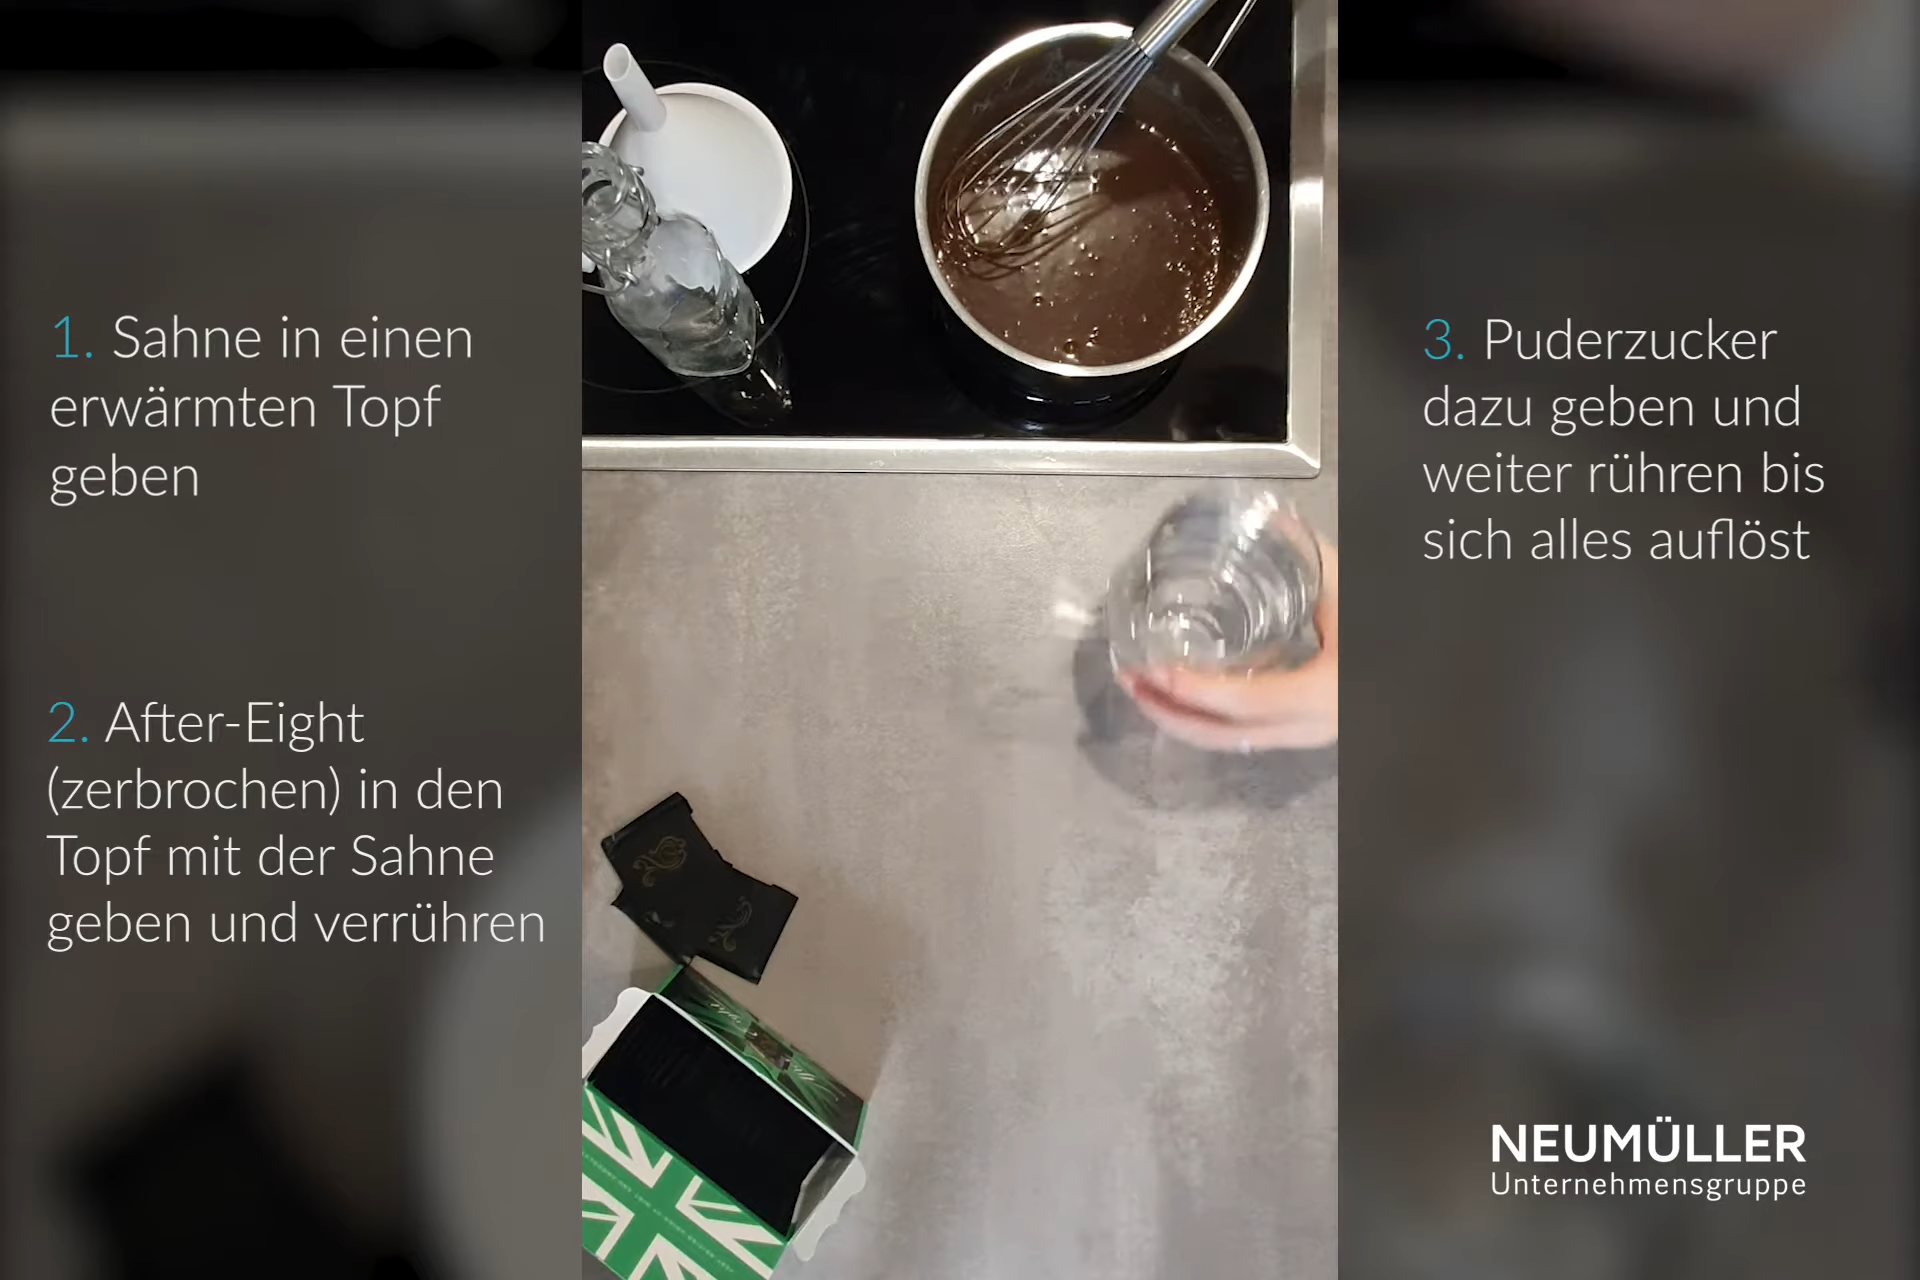 1. Sahne in einen
erwärmten Topf
geben
2. After-Eight
(zerbrochen) in den
Topf mit der Sahne
geben und verrühren
3. Puderzucker
dazu geben und
weiter rühren bis
sich alles auflöst
NEUMÜLLER
Unternehmensgruppe